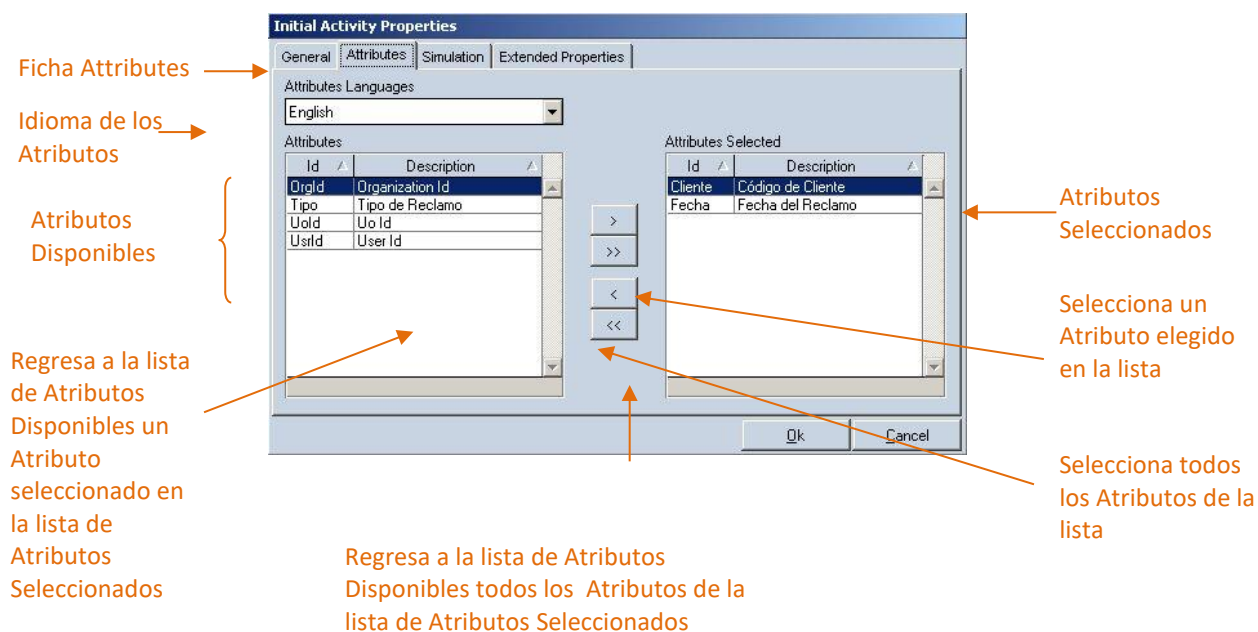 Initial Activity Properties
General Attributes Simulation Extended Properties
Ficha Attributes
Attributes Languages
English
Idioma de los
Atributos
Attributes
Id Description
OrgId Organization Id
Tipo Tipo de Reclamo
UoId Uo Id
UsrId User Id
Attributes Selected
Id Description
Cliente Código de Cliente
Fecha Fecha del Reclamo
>
>>
<
<<
Ok Cancel
Atributos
Disponibles
Atributos
Seleccionados
Selecciona un
Atributo elegido
en la lista
Regresa a la lista
de Atributos
Disponibles un
Atributo
seleccionado en
la lista de
Atributos
Seleccionados
Selecciona todos
los Atributos de la
lista
Regresa a la lista de Atributos
Disponibles todos los Atributos de la
lista de Atributos Seleccionados